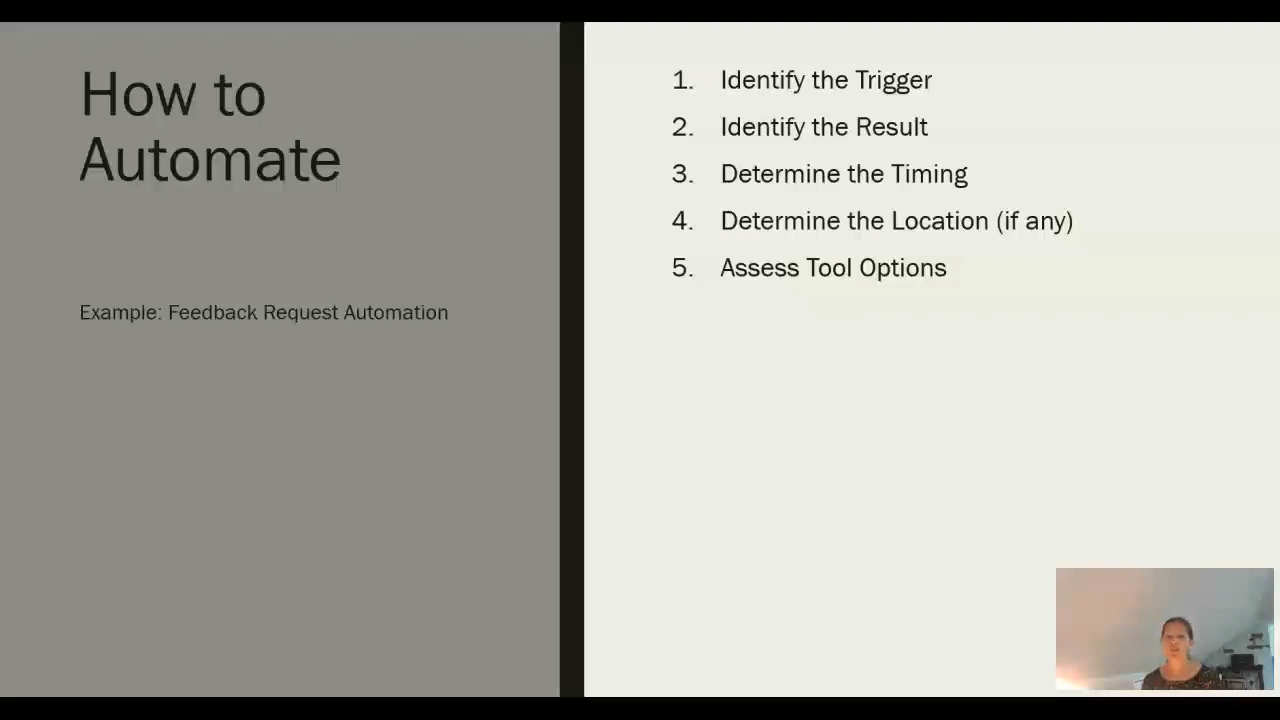 How to
Automate
Example: Feedback Request Automation
1. Identify the Trigger
2. Identify the Result
3. Determine the Timing
4. Determine the Location (if any)
5. Assess Tool Options